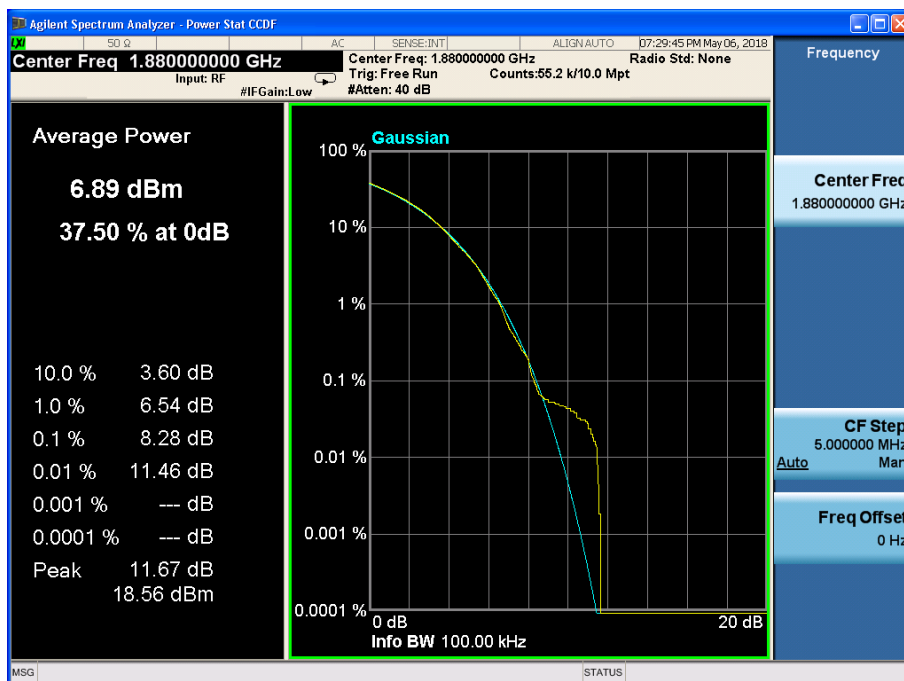 Agilent Spectrum Analyzer - Power Stat CCDF
LXI 50 Ω AC SENSE:INT ALIGN AUTO 07:29:45 PM May 06, 2018
Center Freq 1.880000000 GHz
Input: RF
#IFGain:Low
Center Freq: 1.880000000 GHz
Trig: Free Run Counts:55.2 k/10.0 Mpt
#Atten: 40 dB
Radio Std: None
Average Power
6.89 dBm
37.50 % at 0dB
10.0 % 3.60 dB
1.0 % 6.54 dB
0.1 % 8.28 dB
0.01 % 11.46 dB
0.001 % --- dB
0.0001 % --- dB
Peak 11.67 dB
18.56 dBm
Gaussian
100 %
10 %
1 %
0.1 %
0.01 %
0.001 %
0.0001 %
0 dB 20 dB
Info BW 100.00 kHz
Frequency
Center Freq
1.880000000 GHz
CF Step
5.000000 MHz
Auto Man
Freq Offset
0 Hz
MSG STATUS